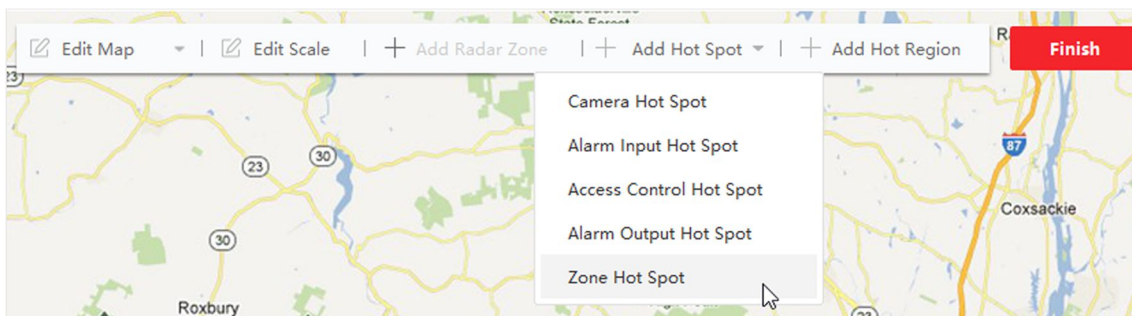 State Forest
Edit Map | Edit Scale | Add Radar Zone | Add Hot Spot | Add Hot Region
Finish
23
Camera Hot Spot
Alarm Input Hot Spot
87
30
23
Access Control Hot Spot
Coxsackie
Alarm Output Hot Spot
30
Zone Hot Spot
Roxbury
23